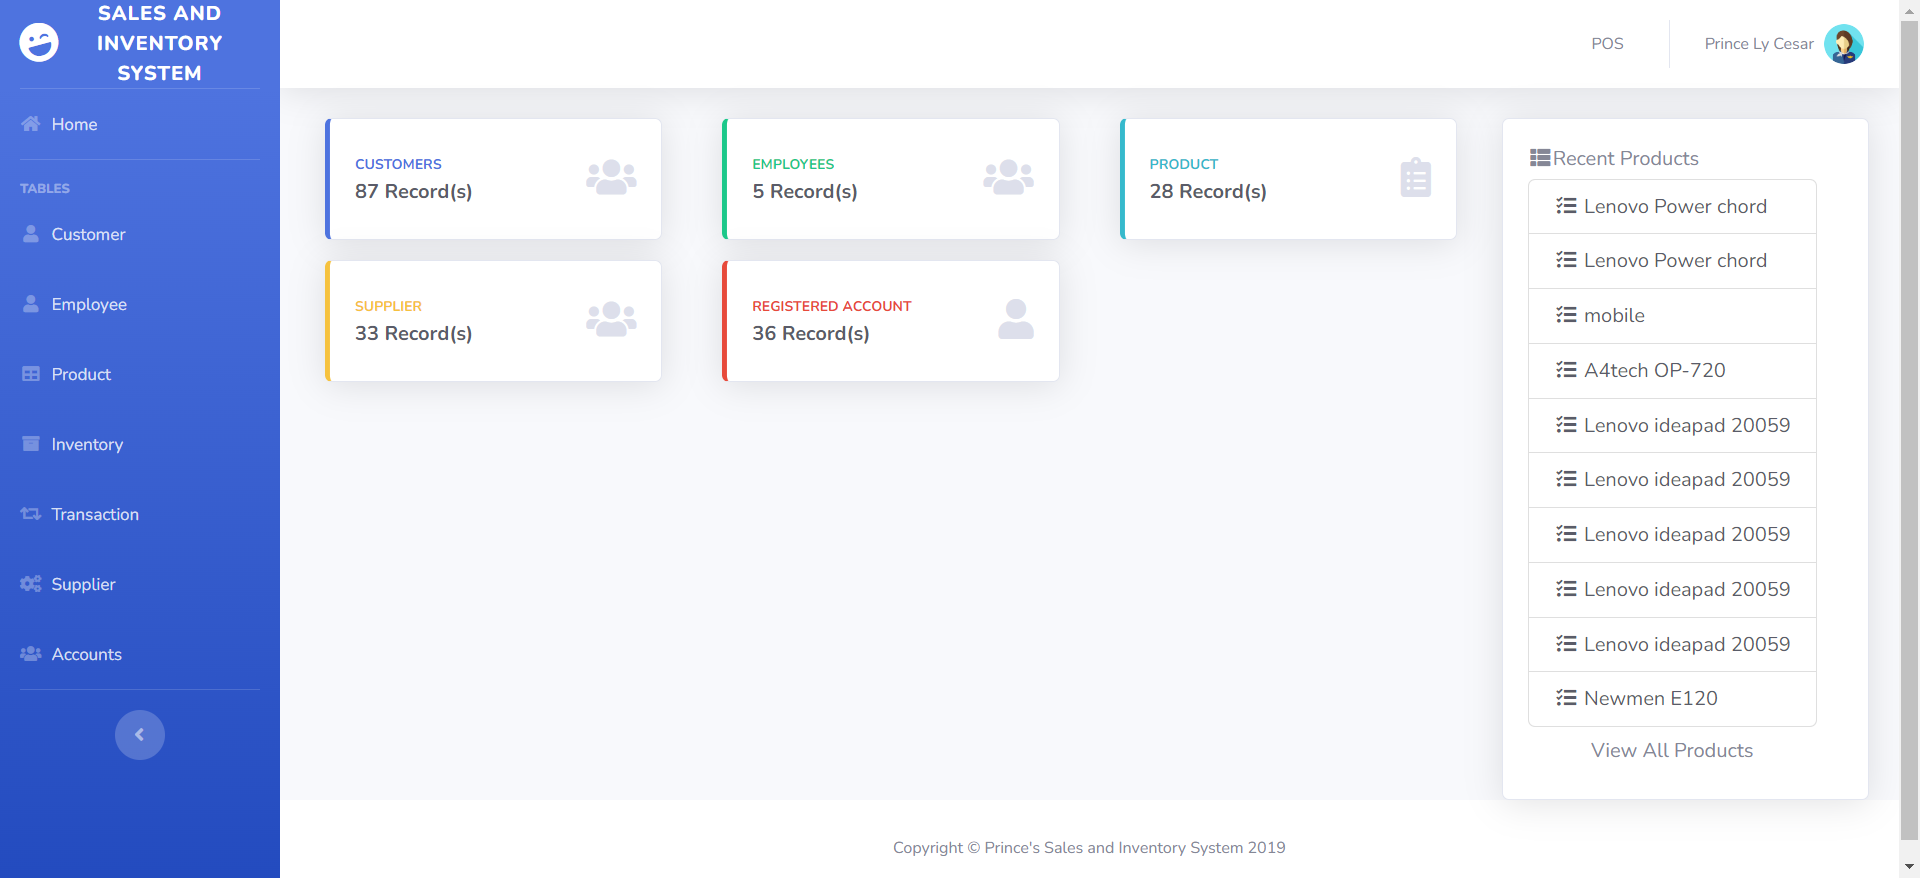 SALES AND
INVENTORY
SYSTEM
Home
TABLES
Customer
Employee
Product
Inventory
Transaction
Supplier
Accounts
POS
Prince Ly Cesar
CUSTOMERS
87 Record(s)
EMPLOYEES
5 Record(s)
PRODUCT
28 Record(s)
SUPPLIER
33 Record(s)
REGISTERED ACCOUNT
36 Record(s)
Recent Products
Lenovo Power chord
Lenovo Power chord
mobile
A4tech OP-720
Lenovo ideapad 20059
Lenovo ideapad 20059
Lenovo ideapad 20059
Lenovo ideapad 20059
Lenovo ideapad 20059
Newmen E120
View All Products
Copyright © Prince's Sales and Inventory System 2019